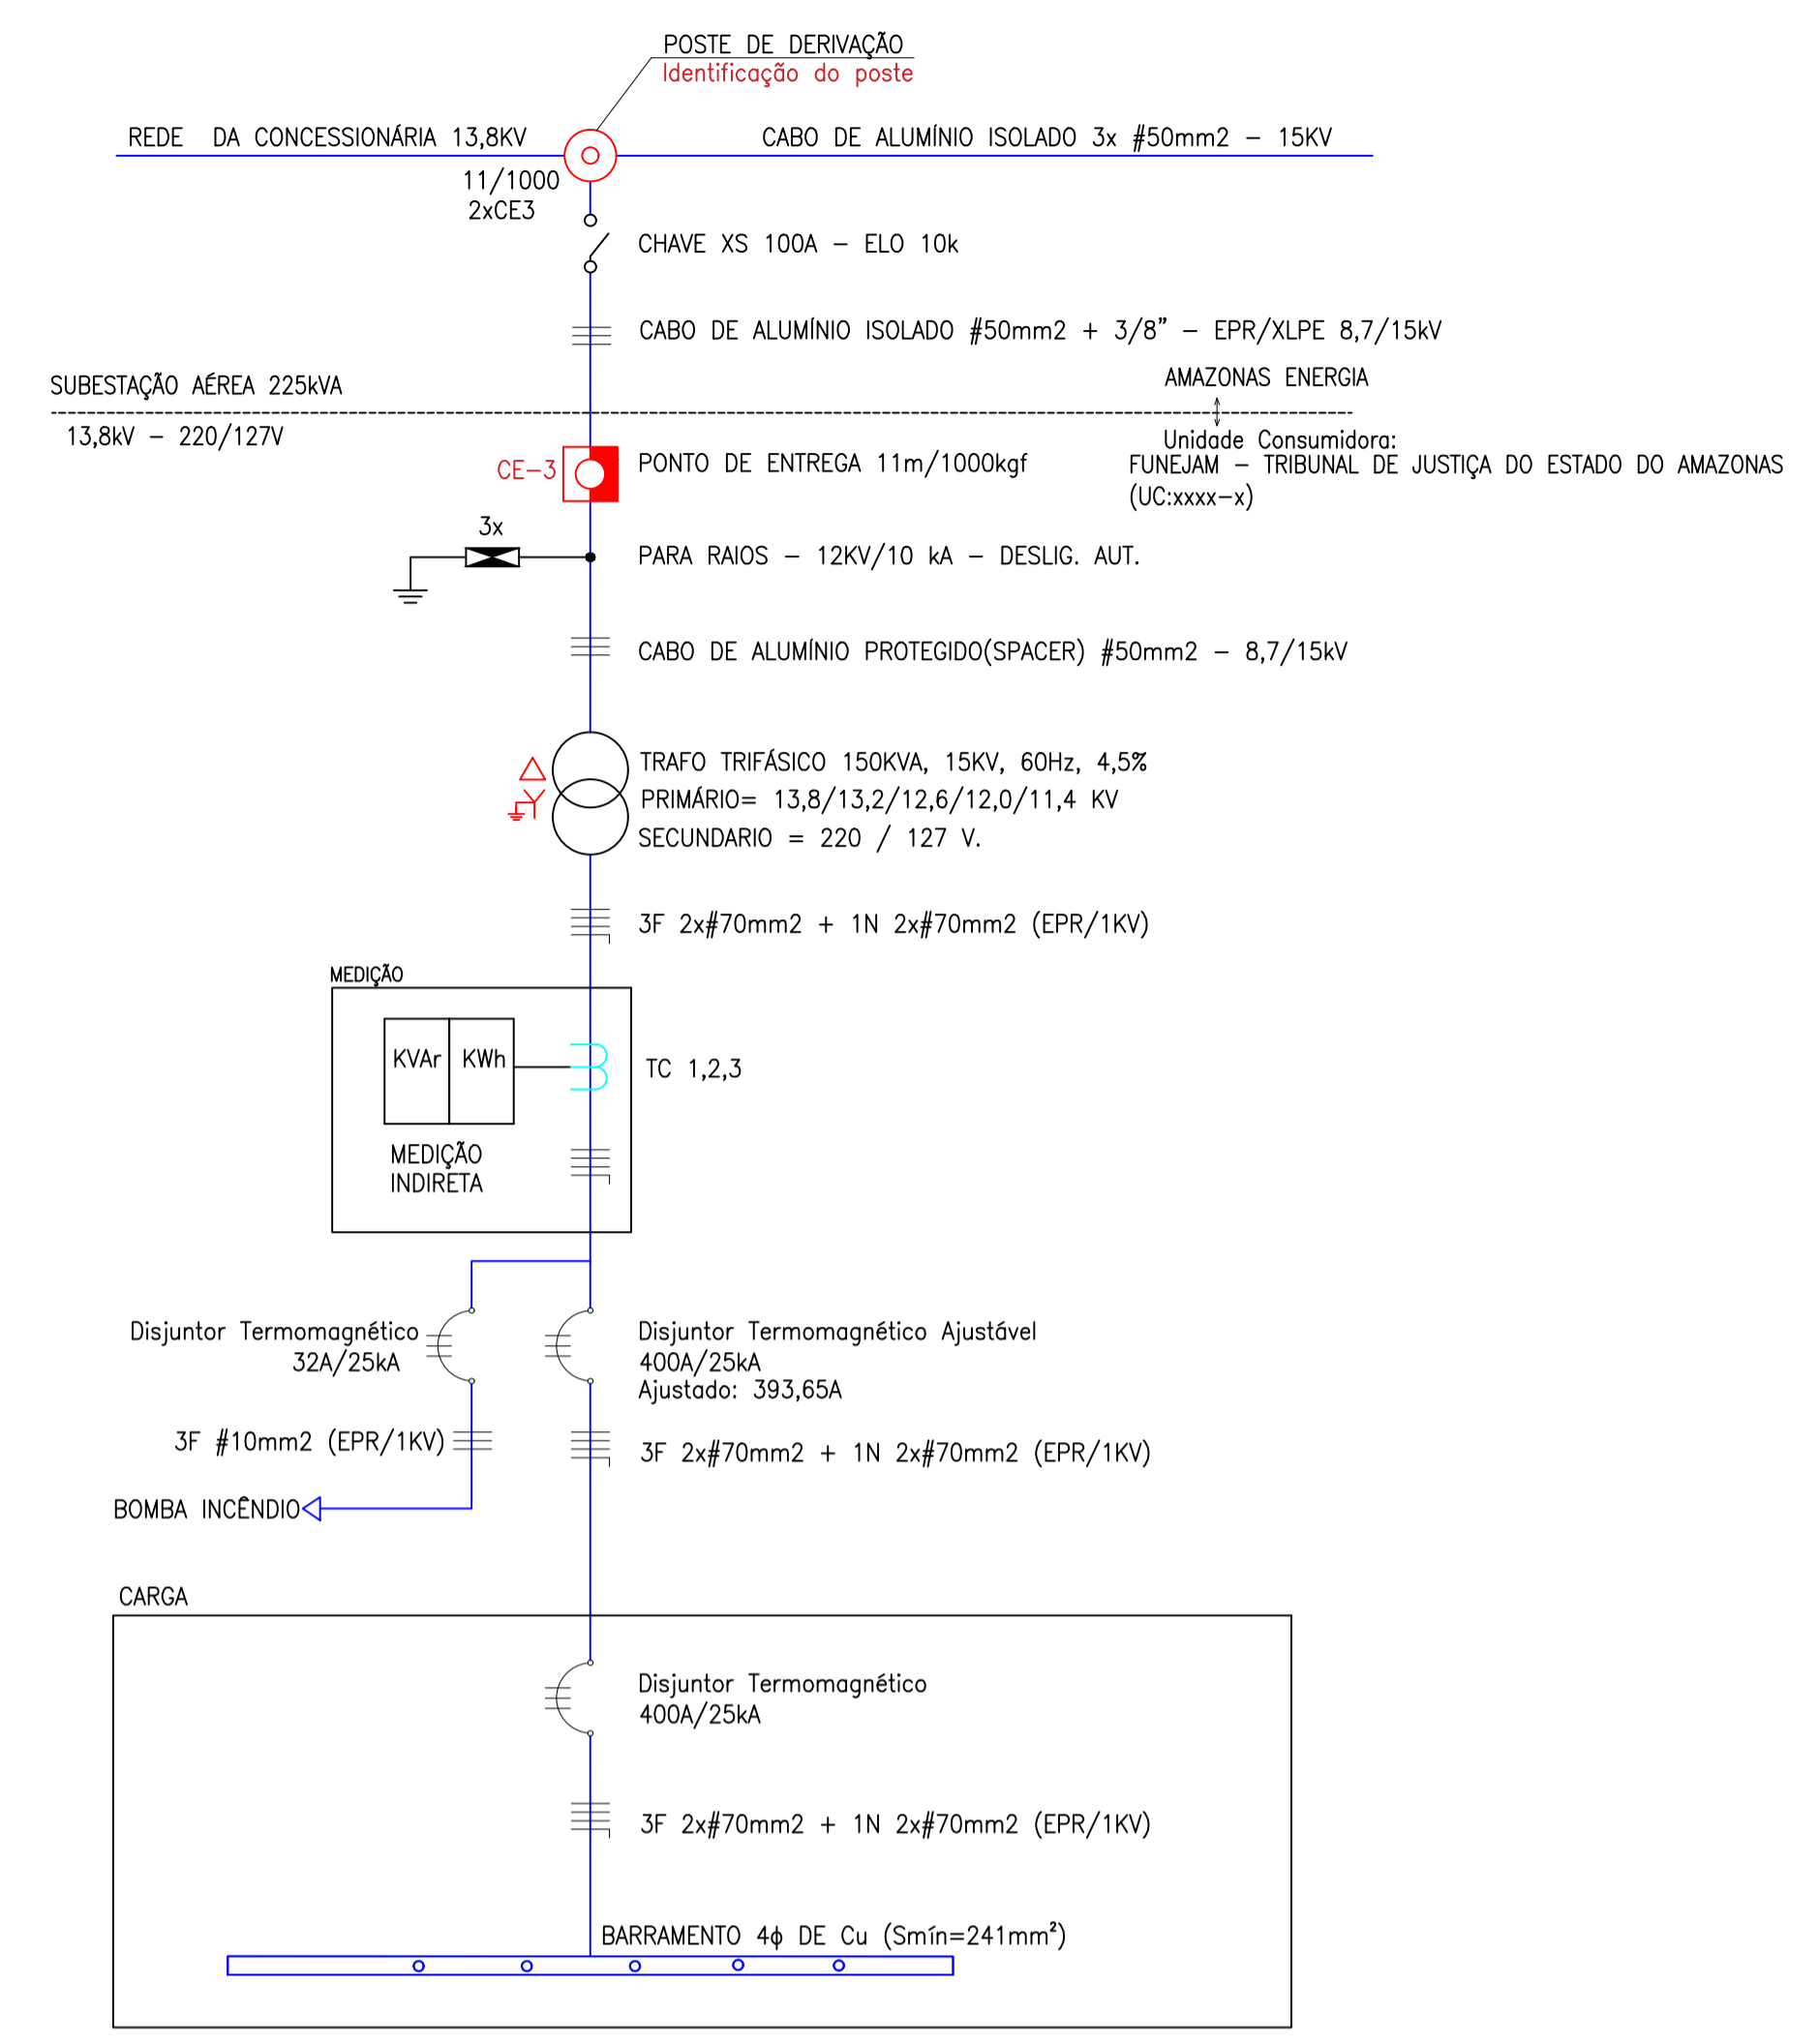 POSTE DE DERIVAÇÃO
Identificação do poste
REDE DA CONCESSIONÁRIA 13,8KV
CABO DE ALUMÍNIO ISOLADO 3x #50mm2 - 15KV
11/1000
2xCE3
CHAVE XS 100A - ELO 10k
CABO DE ALUMÍNIO ISOLADO #50mm2 + 3/8" - EPR/XLPE 8,7/15kV
SUBESTAÇÃO AÉREA 225kVA
AMAZONAS ENERGIA
13,8kV - 220/127V
Unidade Consumidora:
FUNEJAM - TRIBUNAL DE JUSTIÇA DO ESTADO DO AMAZONAS
(UC:xxxx-x)
CE-3
PONTO DE ENTREGA 11m/1000kgf
3x
PARA RAIOS - 12KV/10 kA - DESLIG. AUT.
CABO DE ALUMÍNIO PROTEGIDO(SPACER) #50mm2 - 8,7/15kV
TRAFO TRIFÁSICO 150KVA, 15KV, 60Hz, 4,5%
PRIMÁRIO= 13,8/13,2/12,6/12,0/11,4 KV
SECUNDARIO = 220 / 127 V.
3F 2x#70mm2 + 1N 2x#70mm2 (EPR/1KV)
MEDIÇÃO
KVAr KWh
TC 1,2,3
MEDIÇÃO
INDIRETA
Disjuntor Termomagnético
32A/25kA
Disjuntor Termomagnético Ajustável
400A/25kA
Ajustado: 393,65A
3F #10mm2 (EPR/1KV)
3F 2x#70mm2 + 1N 2x#70mm2 (EPR/1KV)
BOMBA INCÊNDIO
CARGA
Disjuntor Termomagnético
400A/25kA
3F 2x#70mm2 + 1N 2x#70mm2 (EPR/1KV)
BARRAMENTO 4ϕ DE Cu (Smín=241mm²)